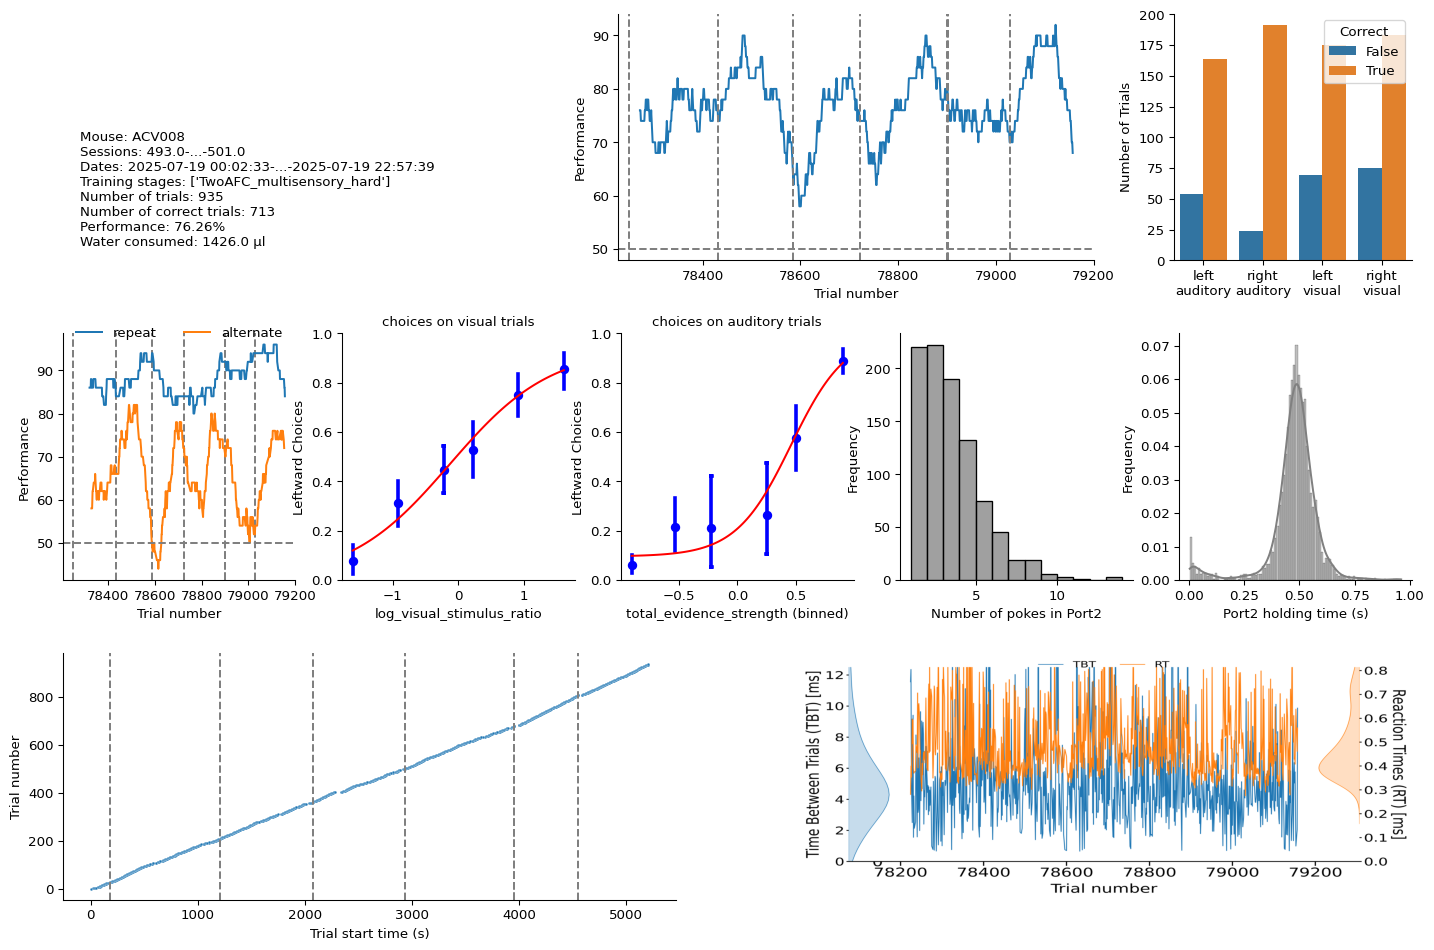 Mouse: ACV008
Sessions: 493.0-...-501.0
Dates: 2025-07-19 00:02:33-...-2025-07-19 22:57:39
Training stages: ['TwoAFC_multisensory_hard']
Number of trials: 935
Number of correct trials: 713
Performance: 76.26%
Water consumed: 1426.0 µl
Performance
90
80
70
60
50
78400
78600
78800
79000
79200
Trial number
Number of Trials
200
175
150
125
100
75
50
25
0
Correct
False
True
left
auditory
right
auditory
left
visual
right
visual
repeat
alternate
Performance
90
80
70
60
50
78400
78600
78800
79000
79200
Trial number
choices on visual trials
Leftward Choices
1.0
0.8
0.6
0.4
0.2
0.0
−1
0
1
log_visual_stimulus_ratio
choices on auditory trials
Leftward Choices
1.0
0.8
0.6
0.4
0.2
0.0
−0.5
0.0
0.5
total_evidence_strength (binned)
Frequency
200
150
100
50
0
5
10
Number of pokes in Port2
Frequency
0.07
0.06
0.05
0.04
0.03
0.02
0.01
0.00
0.00
0.25
0.50
0.75
1.00
Port2 holding time (s)
Trial number
800
600
400
200
0
0
1000
2000
3000
4000
5000
Trial start time (s)
TBT
RT
Time Between Trials (TBT) [ms]
12
10
8
6
4
2
0
0
78200
78400
78600
78800
79000
79200
Trial number
0.8
0.7
0.6
0.5
0.4
0.3
0.2
0.1
0.0
Reaction Times (RT) [ms]